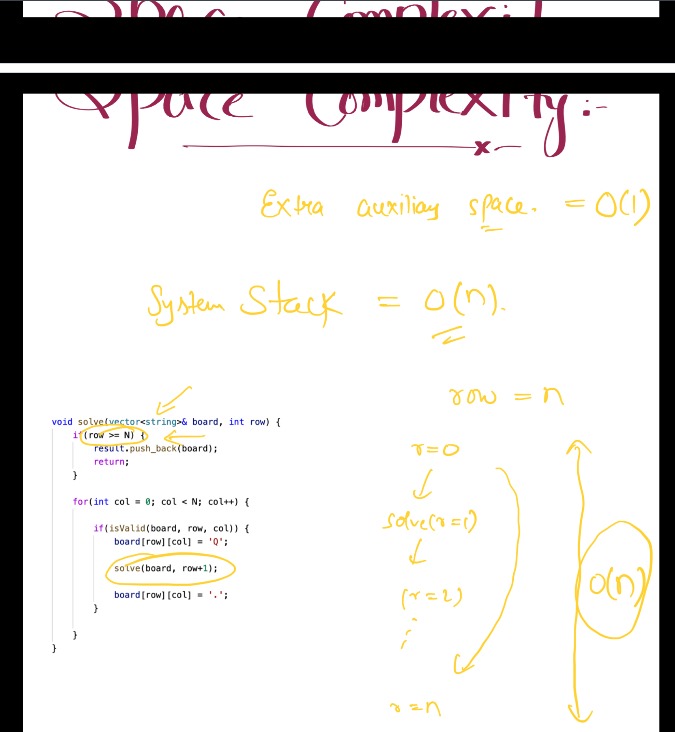 Space Complexity
Space Complexity:-
Extra auxiliary space. = O(1)
System Stack = O(n).
row = n
void solve(vector<string>& board, int row) {
if(row >= N) {
result.push_back(board);
return;
}
for(int col = 0; col < N; col++) {
if(isValid(board, row, col)) {
board[row][col] = 'Q';
solve(board, row+1);
board[row][col] = '.';
}
}
}
r=0
solve(r=1)
(r=2)
r=n
O(n)